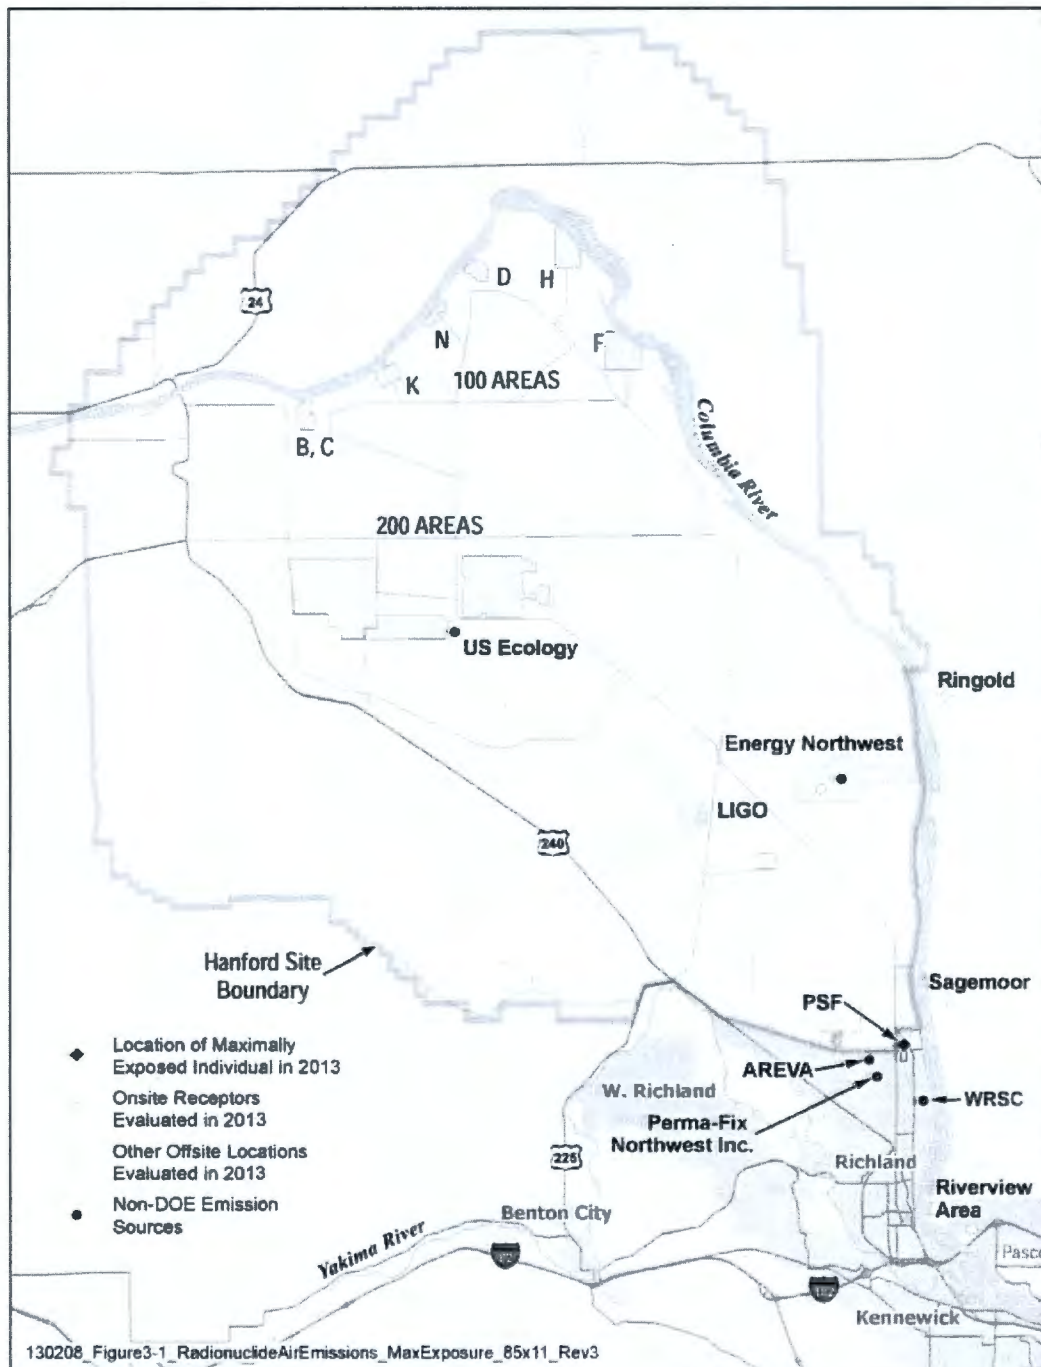 24
D
H
N
F
K
100 AREAS
B, C
Columbia River
200 AREAS
US Ecology
Ringold
Energy Northwest
LIGO
240
Hanford Site
Boundary
Sagemoor
PSF
Location of Maximally
Exposed Individual in 2013
AREVA
W. Richland
WRSC
Onsite Receptors
Evaluated in 2013
Perma-Fix
Northwest Inc.
Other Offsite Locations
Evaluated in 2013
225
Richland
Non-DOE Emission
Sources
Riverview
Area
Benton City
Yakima River
Pasco
182
Kennewick
130208_Figure3-1_RadionuclideAirEmissions_MaxExposure_85x11_Rev3